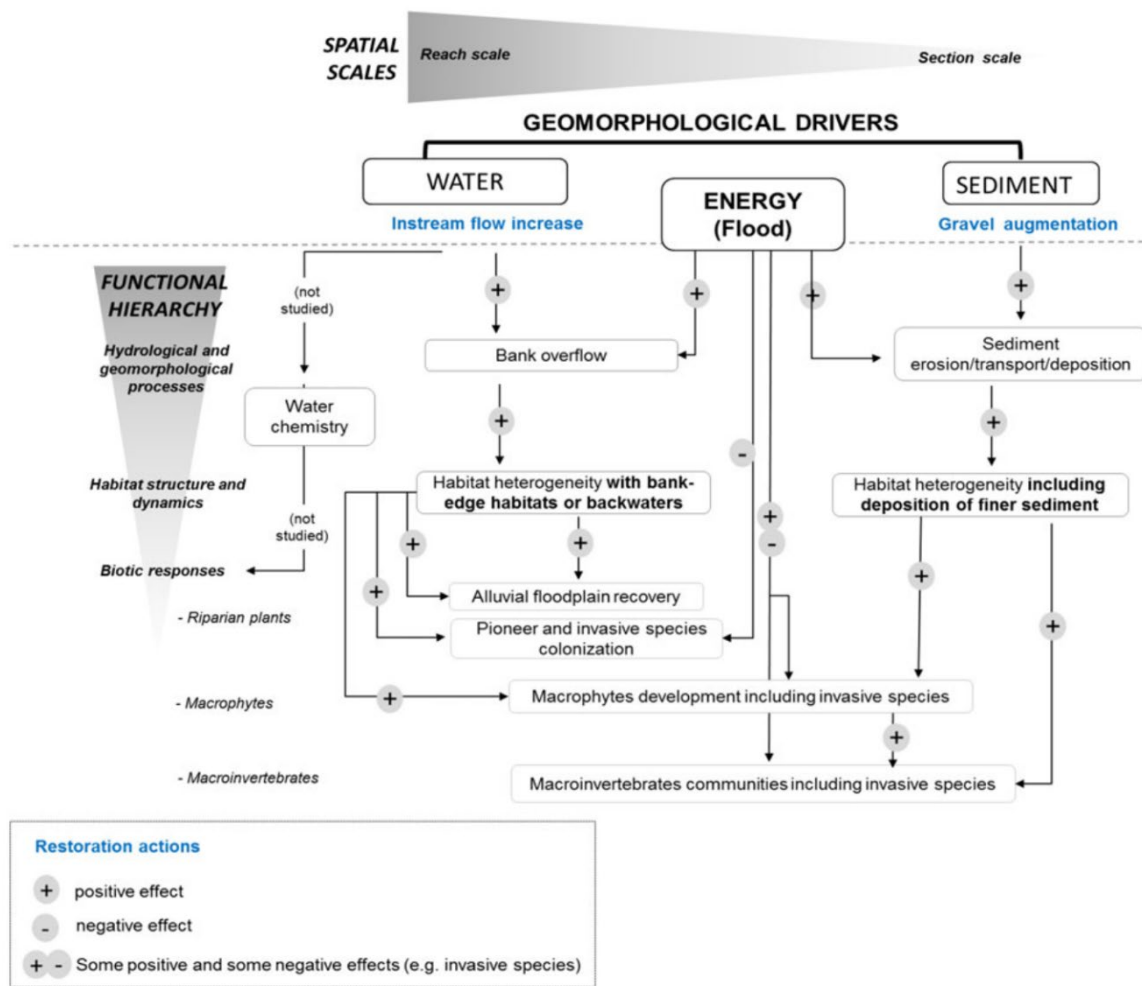 SPATIAL
SCALES
Reach scale
Section scale
GEOMORPHOLOGICAL DRIVERS
WATER
ENERGY
(Flood)
SEDIMENT
Instream flow increase
Gravel augmentation
FUNCTIONAL
HIERARCHY
(not
studied)
+
+
+
+
Hydrological and
geomorphological
processes
Bank overflow
Sediment
erosion/transport/deposition
Water
chemistry
+
-
+
Habitat structure and
dynamics
Habitat heterogeneity with bank-
edge habitats or backwaters
Habitat heterogeneity including
deposition of finer sediment
(not
studied)
+
-
+
+
+
Biotic responses
+
Alluvial floodplain recovery
- Riparian plants
Pioneer and invasive species
colonization
+
- Macrophytes
+
Macrophytes development including invasive species
+
- Macroinvertebrates
Macroinvertebrates communities including invasive species
Restoration actions
+ positive effect
- negative effect
+ - Some positive and some negative effects (e.g. invasive species)